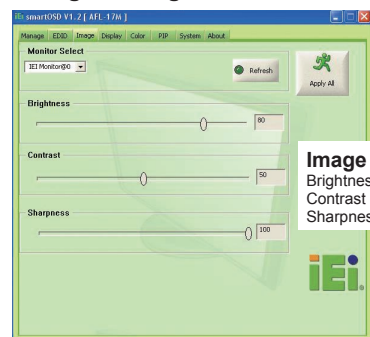 iEi smartOSD V1.2 [ AFL-17M ]
Manage EDID Image Display Color PIP System About
Monitor Select
IEI Monitor@0
Refresh
Apply All
Brightness
80
Contrast
50
Sharpness
100
Image
Brightnes
Contrast
Sharpnes
iEi